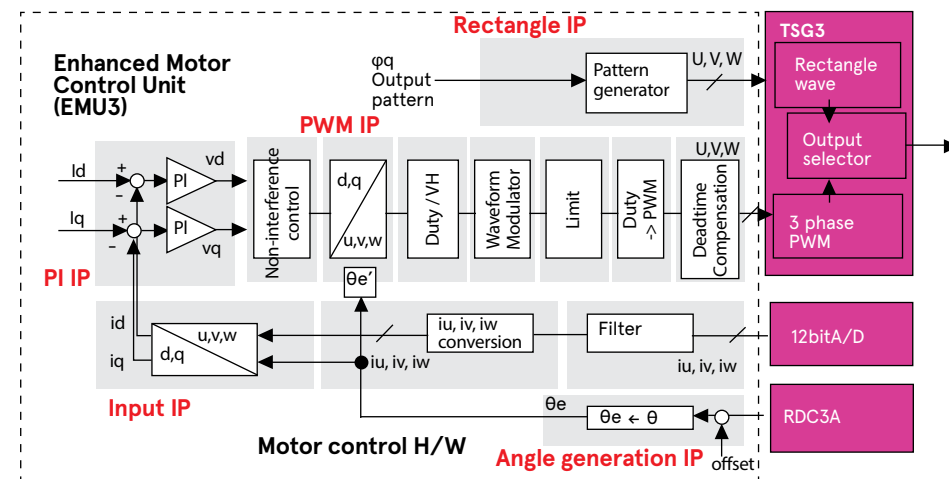 Enhanced Motor
Control Unit
(EMU3)
Rectangle IP
φq
Output
pattern
Pattern
generator
U, V, W
TSG3
Rectangle
wave
Output
selector
3 phase
PWM
PWM IP
Id
+
−
Iq
+
−
PI
vd
PI
vq
PI IP
Non-interference
control
d,q
u,v,w
Duty / VH
Waveform
Modulator
Limit
Duty
-> PWM
U,V,W
Deadtime
Compensation
θe′
id
iq
u,v,w
d,q
Input IP
iu, iv, iw
conversion
iu, iv, iw
Filter
iu, iv, iw
12bitA/D
θe
θe ← θ
RDC3A
Motor control H/W
Angle generation IP
offset